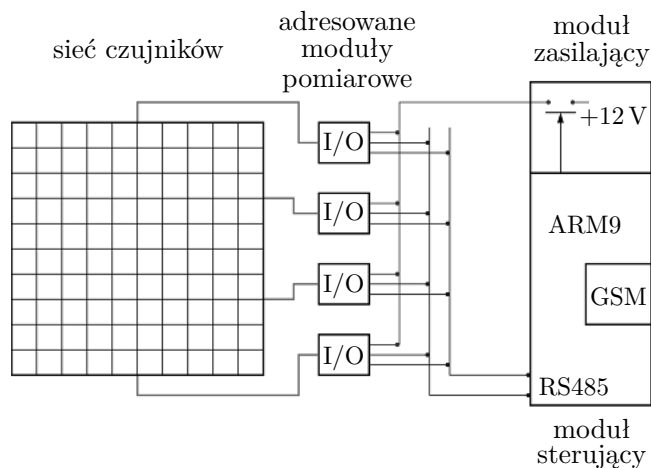 sieć czujników
adresowane
moduły
pomiarowe
moduł
zasilający
+12 V
I/O
I/O
I/O
I/O
ARM9
GSM
RS485
moduł
sterujący